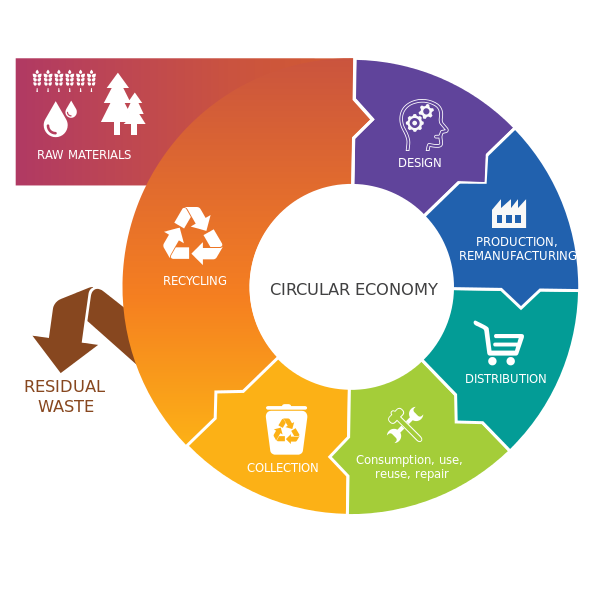 RAW MATERIALS
DESIGN
PRODUCTION,
REMANUFACTURING
RECYCLING
CIRCULAR ECONOMY
DISTRIBUTION
RESIDUAL
WASTE
Consumption, use,
reuse, repair
COLLECTION